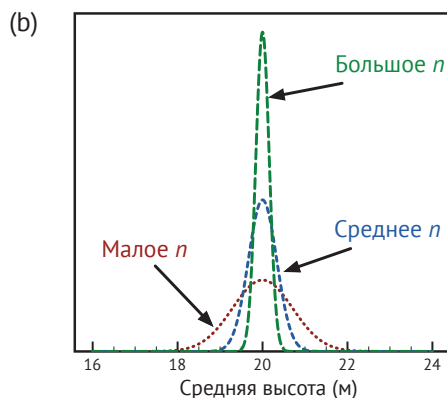 (b)
Большое n
Среднее n
Малое n
16 18 20 22 24
Средняя высота (м)